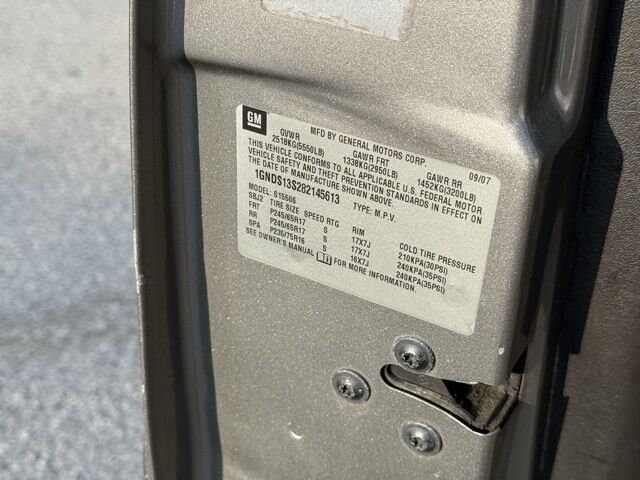 GM
MFD BY GENERAL MOTORS CORP. 09/07
GVWR GAWR FRT GAWR RR
2518KG(5550LB) 1338KG(2950LB) 1452KG(3200LB)
THIS VEHICLE CONFORMS TO ALL APPLICABLE U.S. FEDERAL MOTOR
VEHICLE SAFETY AND THEFT PREVENTION STANDARDS IN EFFECT ON
THE DATE OF MANUFACTURE SHOWN ABOVE.
1GNDS13S282145613 TYPE: M.P.V.
MODEL: S15506
SBJ2 TIRE SIZE SPEED RTG RIM COLD TIRE PRESSURE
FRT P245/65R17 S 17X7J 210KPA(30PSI)
RR P245/65R17 S 17X7J 240KPA(35PSI)
SPA P235/75R16 S 16X7J 240KPA(35PSI)
SEE OWNER'S MANUAL FOR MORE INFORMATION.